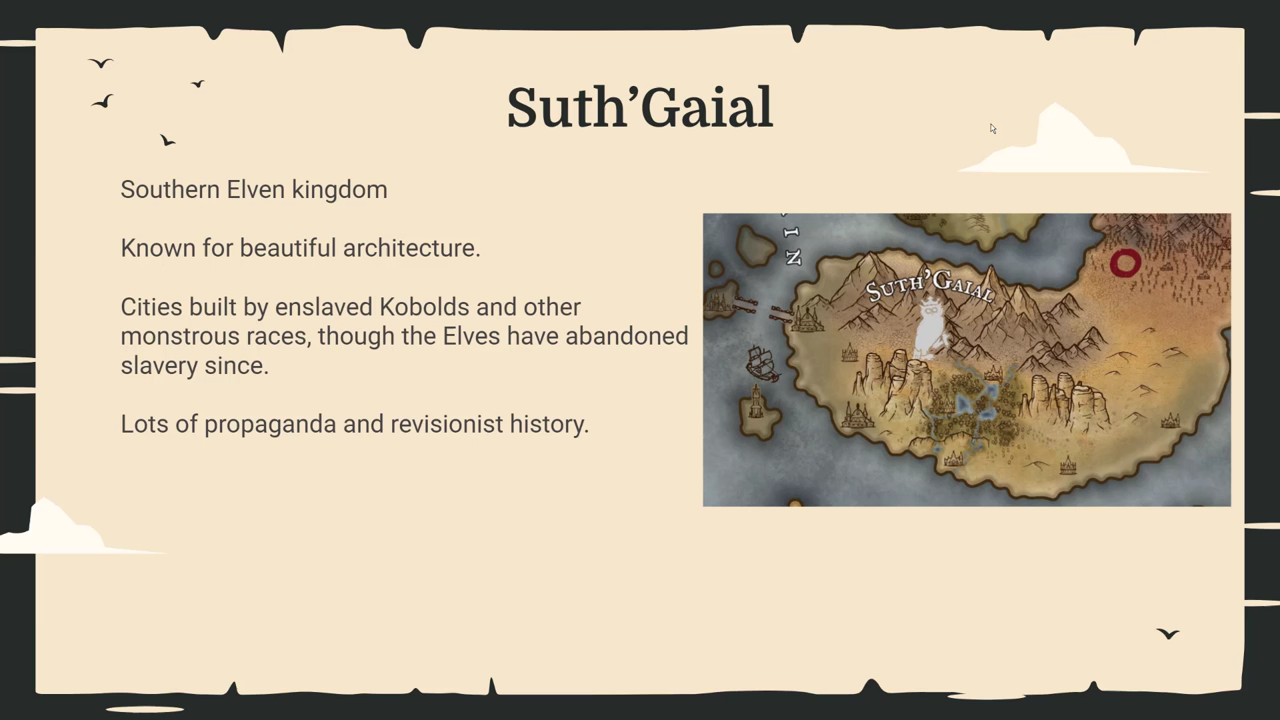 Suth’Gaial
Southern Elven kingdom
Known for beautiful architecture.
Cities built by enslaved Kobolds and other
monstrous races, though the Elves have abandoned
slavery since.
Lots of propaganda and revisionist history.
I N
SUTH'GAIAL